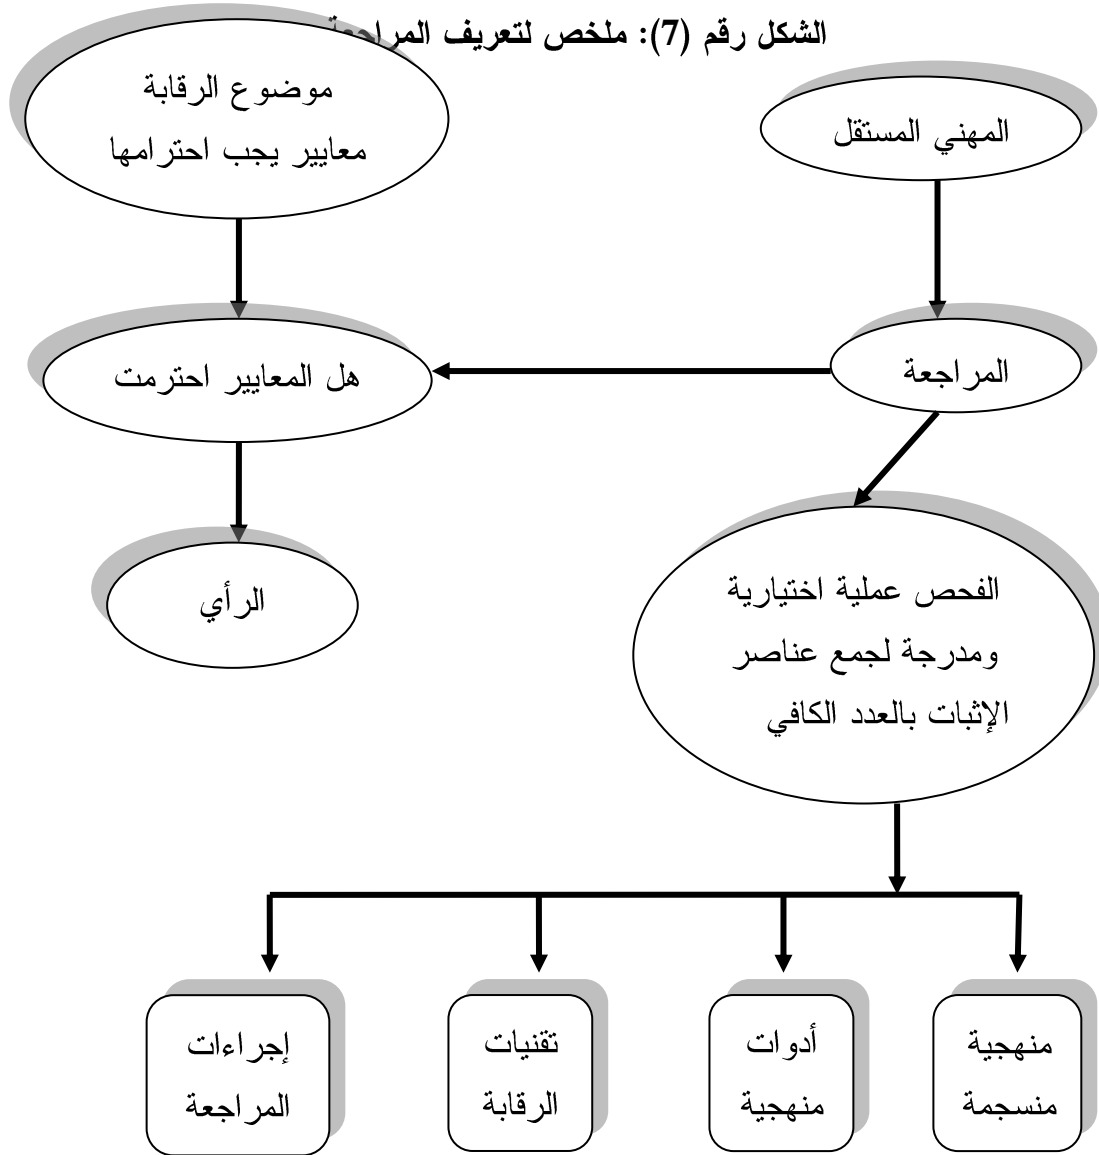 الشكل رقم (7): ملخص لتعريف المراجعة
المهني المستقل
موضوع الرقابة
معايير يجب احترامها
المراجعة
هل المعايير احترمت
الرأي
الفحص عملية اختيارية
ومدرجة لجمع عناصر
الإثبات بالعدد الكافي
منهجية
منسجمة
أدوات
منهجية
تقنيات
الرقابة
إجراءات
المراجعة